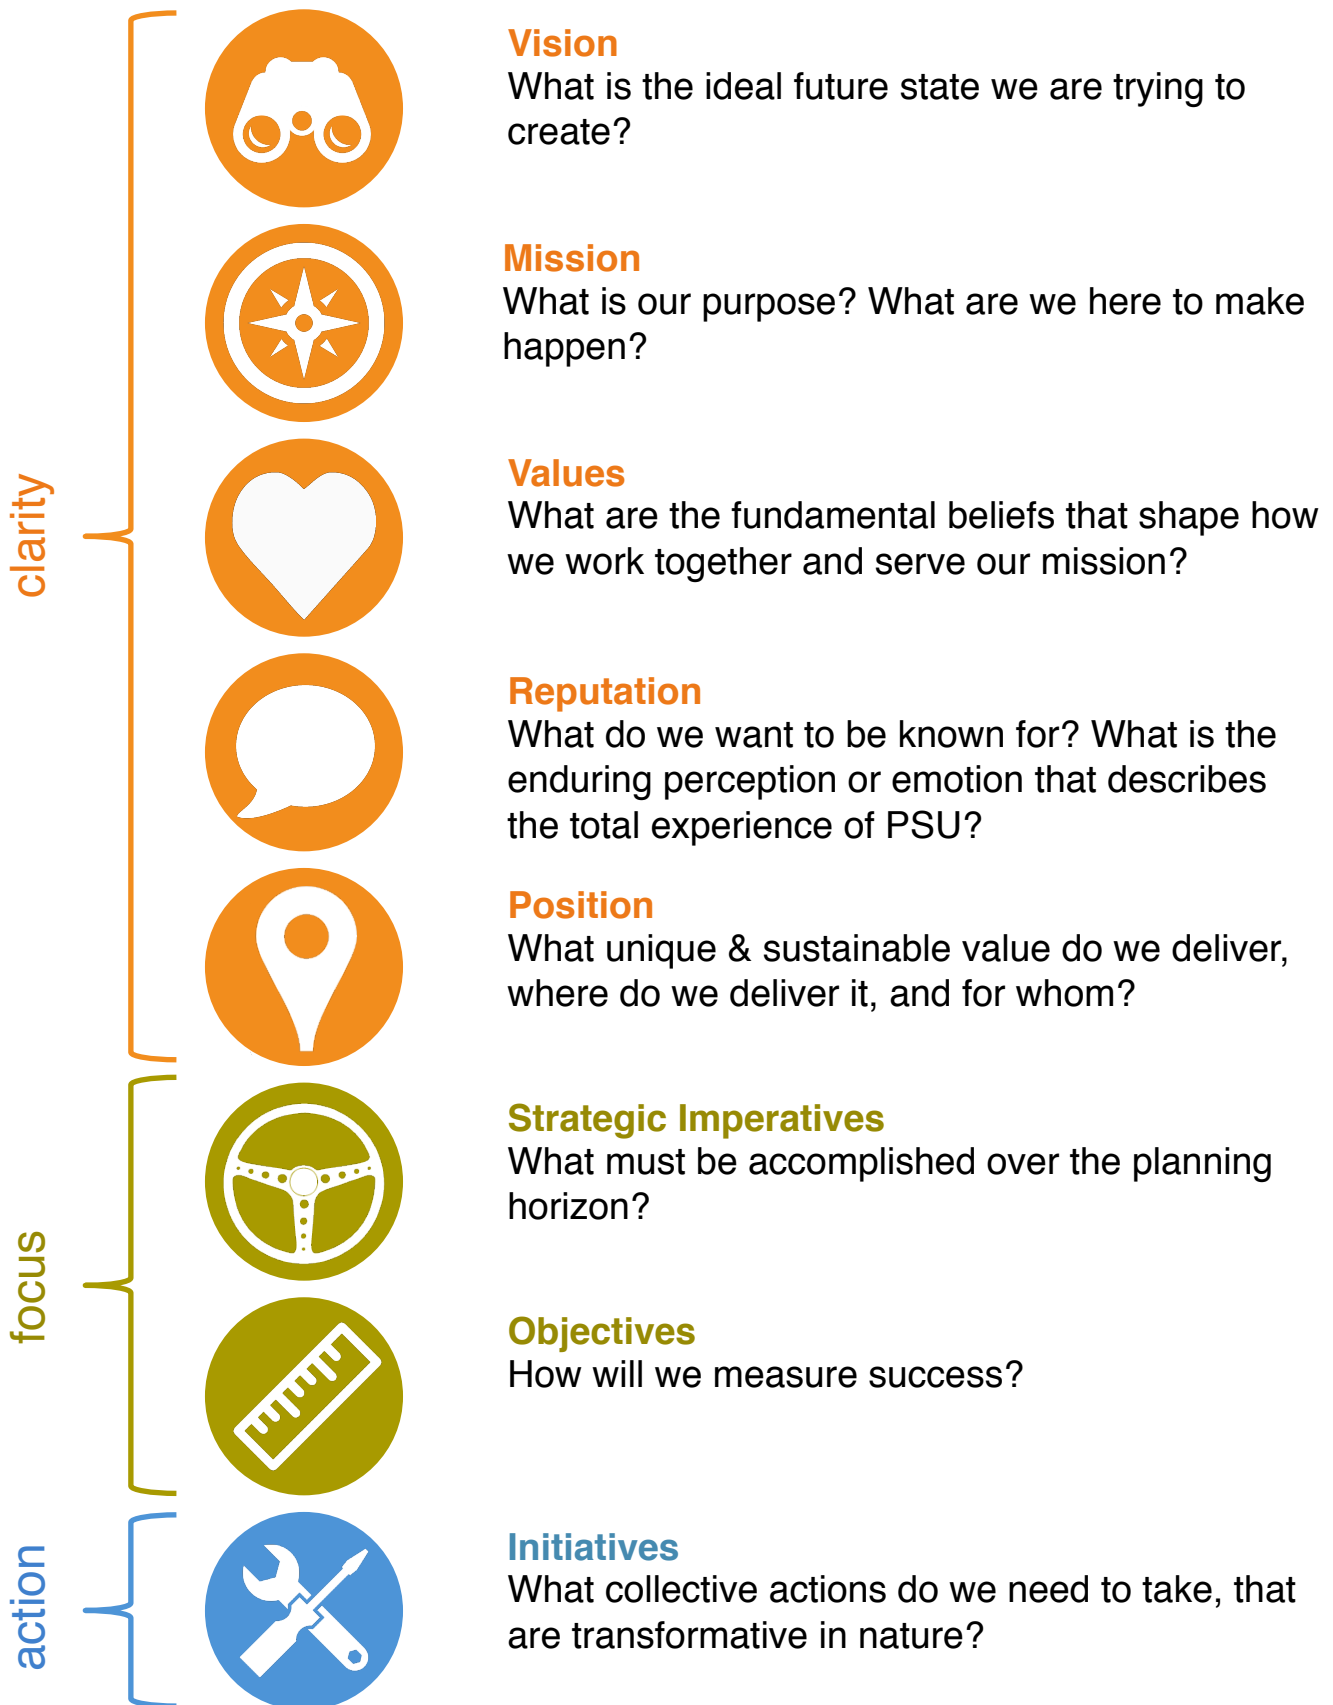 clarity
Vision
What is the ideal future state we are trying to
create?
Mission
What is our purpose? What are we here to make
happen?
Values
What are the fundamental beliefs that shape how
we work together and serve our mission?
Reputation
What do we want to be known for? What is the
enduring perception or emotion that describes
the total experience of PSU?
Position
What unique & sustainable value do we deliver,
where do we deliver it, and for whom?
focus
Strategic Imperatives
What must be accomplished over the planning
horizon?
Objectives
How will we measure success?
action
Initiatives
What collective actions do we need to take, that
are transformative in nature?